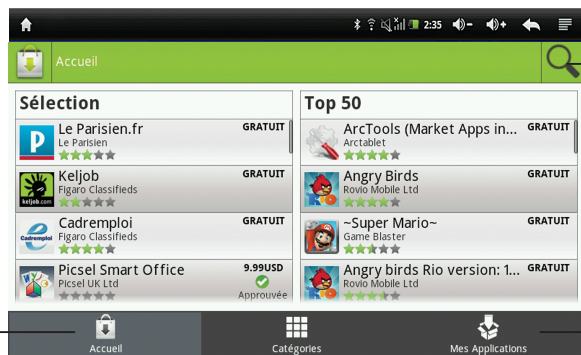 2:35
Accueil
Sélection
Le Parisien.fr GRATUIT
Le Parisien
Keljob GRATUIT
Figaro Classifieds
keljob.com
Cadremploi GRATUIT
Figaro Classifieds
Cadremploi
Picsel Smart Office 9.99USD
Picsel UK Ltd
Approuvée
Top 50
ArcTools (Market Apps in... GRATUIT
Arctablet
Angry Birds GRATUIT
Rovio Mobile Ltd
~Super Mario~ GRATUIT
Game Blaster
Angry birds Rio version: 1... GRATUIT
Rovio Mobile Ltd
Accueil
Catégories
Mes Applications